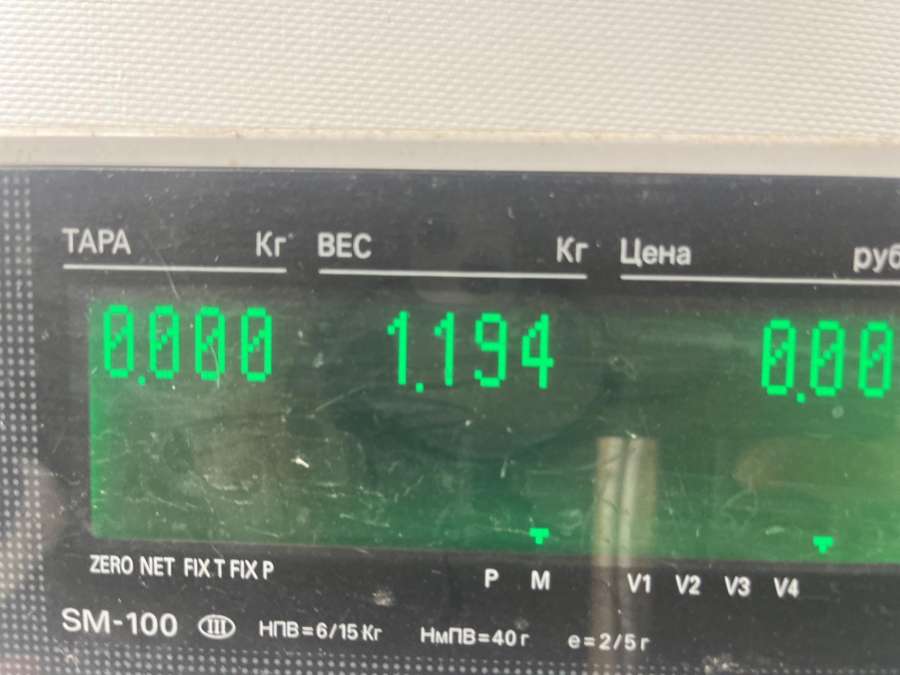 ТАРА Кг ВЕС Кг Цена руб
0.000 1.194 0.00
ZERO NET FIX T FIX P P M V1 V2 V3 V4
SM-100 III НПВ=6/15 Кг НмПВ=40 г e=2/5 г